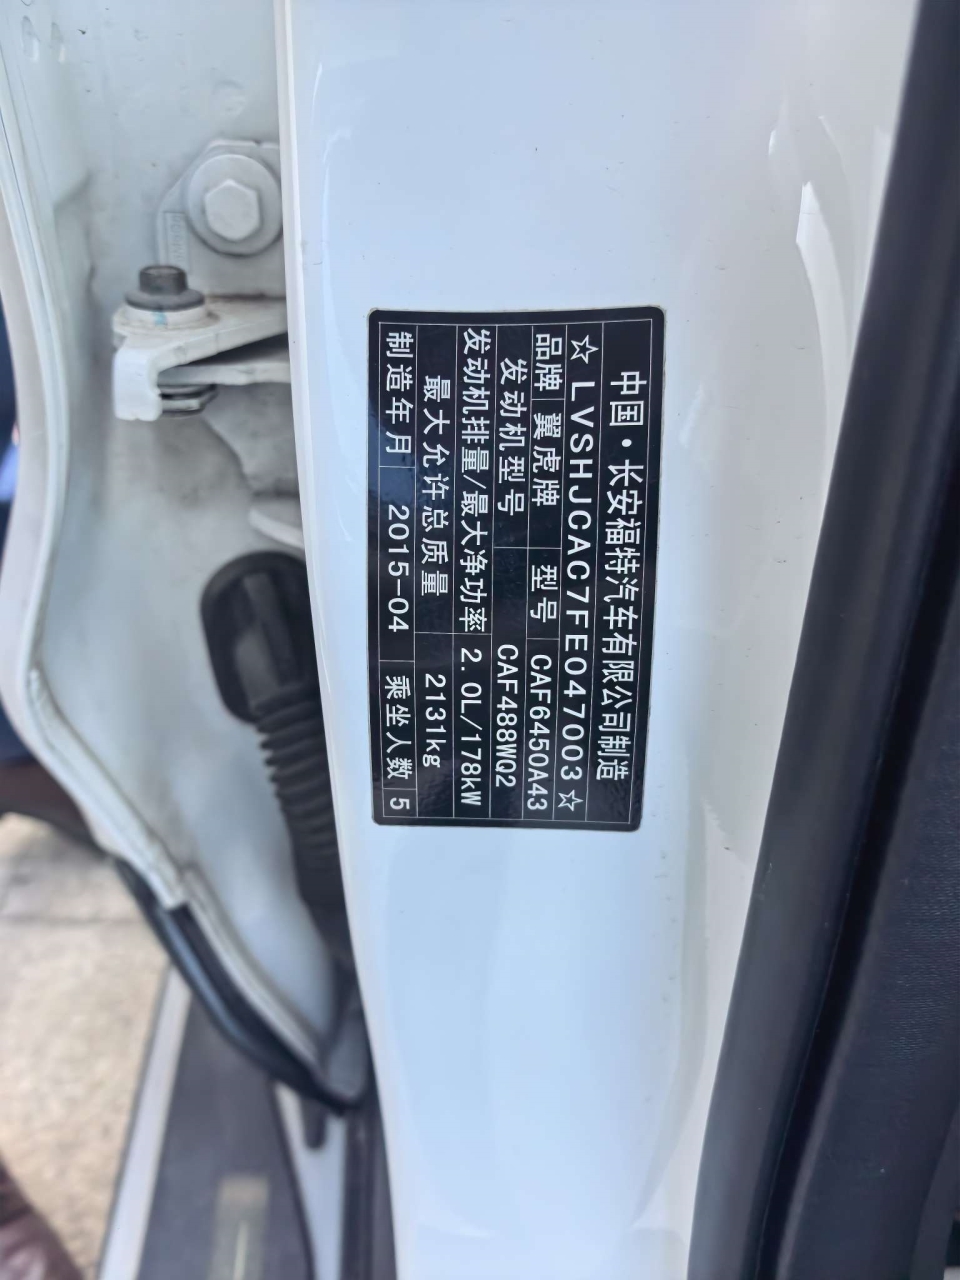 中国·长安福特汽车有限公司制造
☆LVSHJCAC7FE047003☆
品牌 翼虎牌 型号 CAF6450A43
发动机型号 CAF488WQ2
发动机排量/最大净功率 2.0L/178kW
最大允许总质量 2131kg
制造年月 2015-04 乘坐人数 5